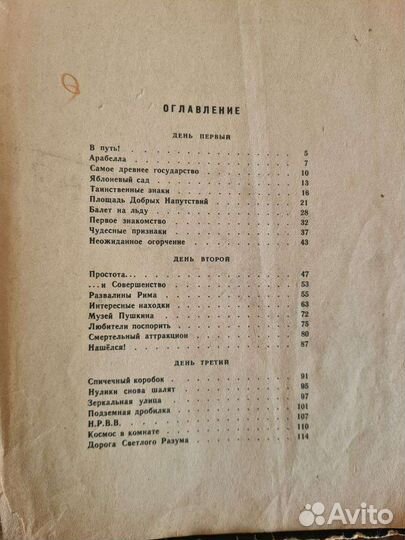 ОГЛАВЛЕНИЕ
ДЕНЬ ПЕРВЫЙ
В путь! . . . . . . . . . . . . 5
Арабелла . . . . . . . . . . . . 7
Самое древнее государство . . . . . . 10
Яблоневый сад . . . . . . . . . . 13
Таинственные знаки . . . . . . . . 16
Площадь Добрых Напутствий . . . . . . 21
Балет на льду . . . . . . . . . . 28
Первое знакомство . . . . . . . . 32
Чудесные признаки . . . . . . . . 37
Неожиданное огорчение . . . . . . . 43
ДЕНЬ ВТОРОЙ
Простота... . . . . . . . . . . . 47
...и Совершенство . . . . . . . . 53
Развалины Рима . . . . . . . . . . 55
Интересные находки . . . . . . . . 63
Музей Пушкина . . . . . . . . . . 72
Любители поспорить . . . . . . . . 75
Смертельный аттракцион . . . . . . . 80
Нашёлся! . . . . . . . . . . . . 87
ДЕНЬ ТРЕТИЙ
Спичечный коробок . . . . . . . . 91
Нулики снова шалят . . . . . . . . 95
Зеркальная улица . . . . . . . . . 97
Подземная дробилка . . . . . . . . 101
Н.Р.В.В. . . . . . . . . . . . . 107
Космос в комнате . . . . . . . . . 110
Дорога Светлого Разума . . . . . . . 114
Avito